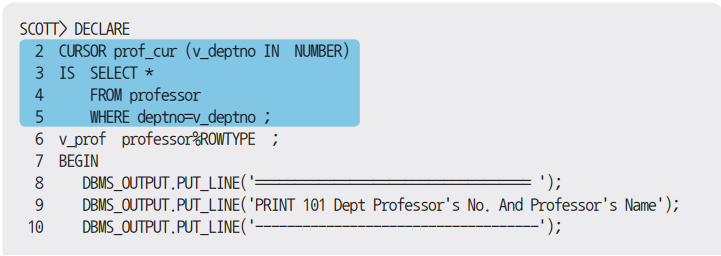 SCOTT> DECLARE
2 CURSOR prof_cur (v_deptno IN NUMBER)
3 IS SELECT *
4 FROM professor
5 WHERE deptno=v_deptno ;
6 v_prof professor%ROWTYPE ;
7 BEGIN
8 DBMS_OUTPUT.PUT_LINE('=================================== ');
9 DBMS_OUTPUT.PUT_LINE('PRINT 101 Dept Professor's No. And Professor's Name');
10 DBMS_OUTPUT.PUT_LINE('------------------------------------');